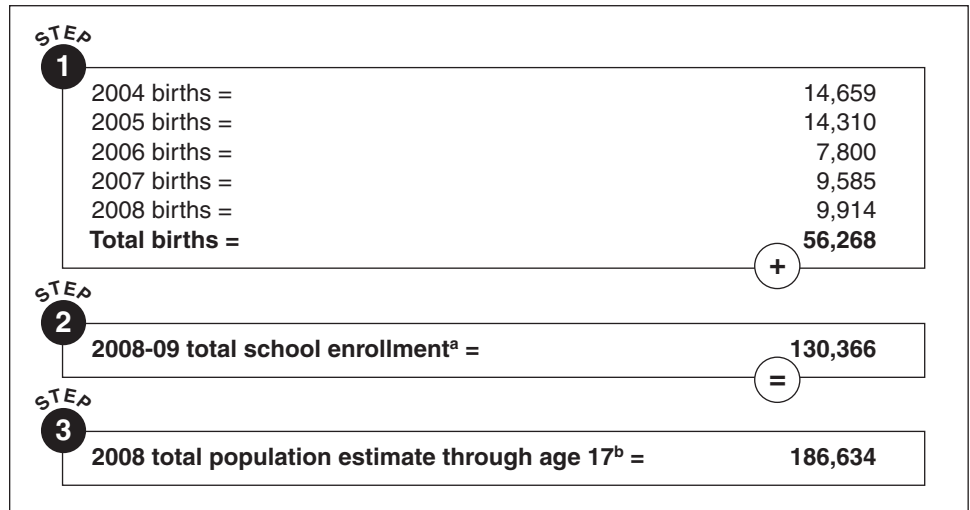 STEP
1
2004 births = 14,659
2005 births = 14,310
2006 births = 7,800
2007 births = 9,585
2008 births = 9,914
Total births = 56,268
+
STEP
2
2008-09 total school enrollmentᵃ = 130,366
=
STEP
3
2008 total population estimate through age 17ᵇ = 186,634